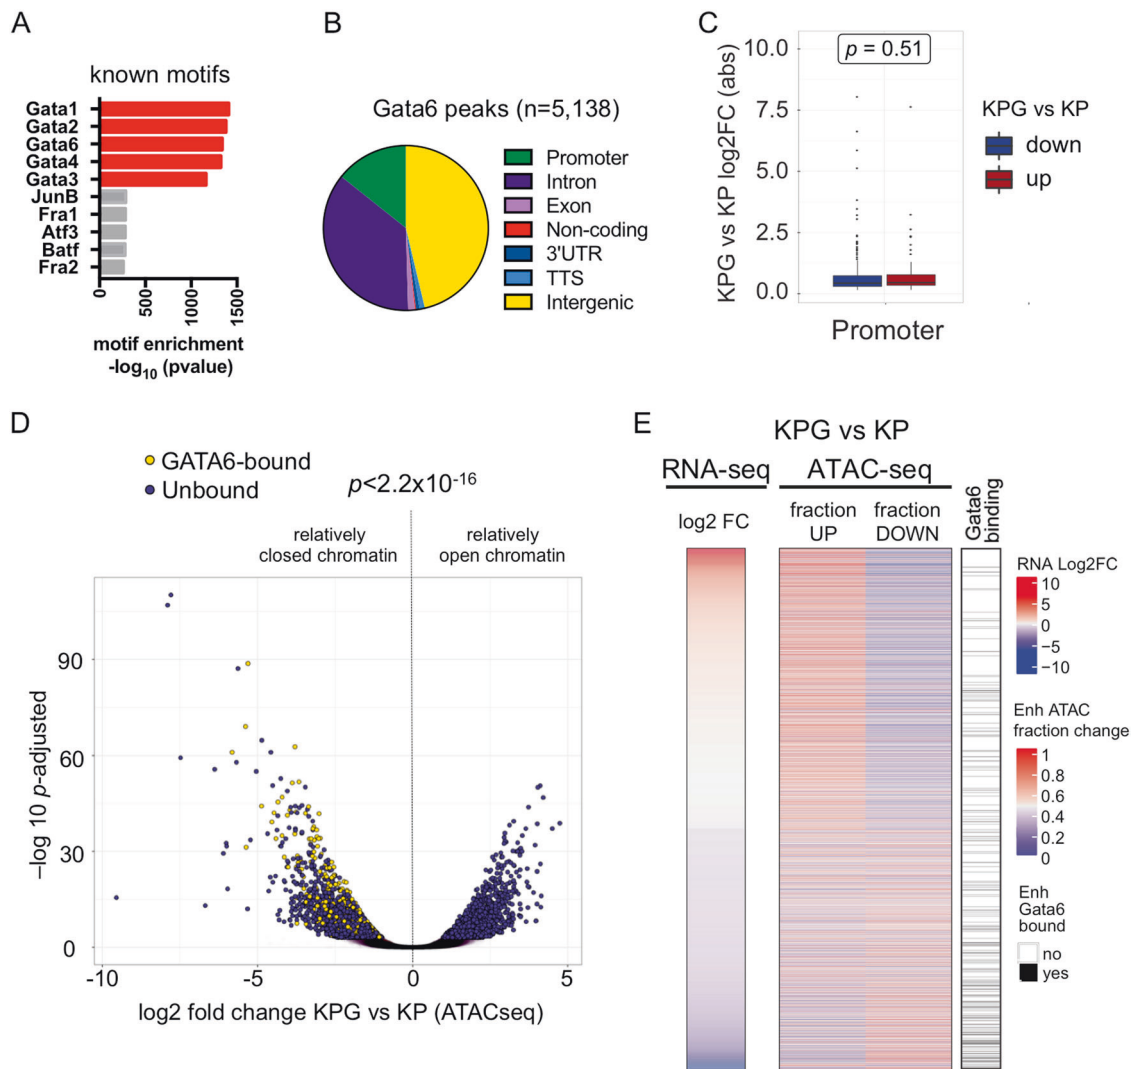 A
known motifs
Gata1
Gata2
Gata6
Gata4
Gata3
JunB
Fra1
Atf3
Batf
Fra2
0
500
1000
1500
motif enrichment
-log10 (pvalue)
B
Gata6 peaks (n=5,138)
Promoter
Intron
Exon
Non-coding
3'UTR
TTS
Intergenic
C
KPG vs KP log2FC (abs)
10.0
7.5
5.0
2.5
0.0
p = 0.51
Promoter
KPG vs KP
down
up
D
GATA6-bound
Unbound
p<2.2x10-16
relatively
closed chromatin
relatively
open chromatin
–log 10 p-adjusted
90
60
30
0
-10
-5
0
5
log2 fold change KPG vs KP (ATACseq)
E
KPG vs KP
RNA-seq
ATAC-seq
log2 FC
fraction
UP
fraction
DOWN
Gata6
binding
RNA Log2FC
10
5
0
−5
−10
Enh ATAC
fraction change
1
0.8
0.6
0.4
0.2
0
Enh
Gata6
bound
no
yes